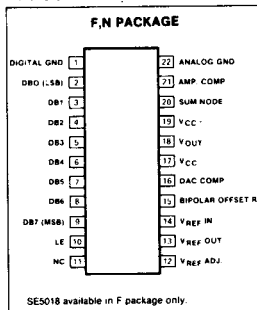 F,N PACKAGE
DIGITAL GND 1
DB0 (LSB) 2
DB1 3
DB2 4
DB3 5
DB4 6
DB5 7
DB6 8
DB7 (MSB) 9
LE 10
NC 11
22 ANALOG GND
21 AMP. COMP
20 SUM NODE
19 VCC -
18 VOUT
17 VCC
16 DAC COMP
15 BIPOLAR OFFSET R
14 VREF IN
13 VREF OUT
12 VREF ADJ.
SE5018 available in F package only.